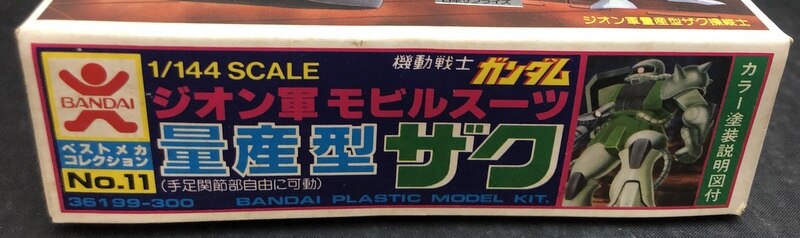 ジオン軍量産型ザク機動戦士
BANDAI
ベストメカ
コレクション
No.11
1/144 SCALE
機動戦士 ガンダム
ジオン軍 モビルスーツ
量産型 ザク
(手足関節部自由に可動)
36199-300 BANDAI PLASTIC MODEL KIT.
カラー塗装説明図付